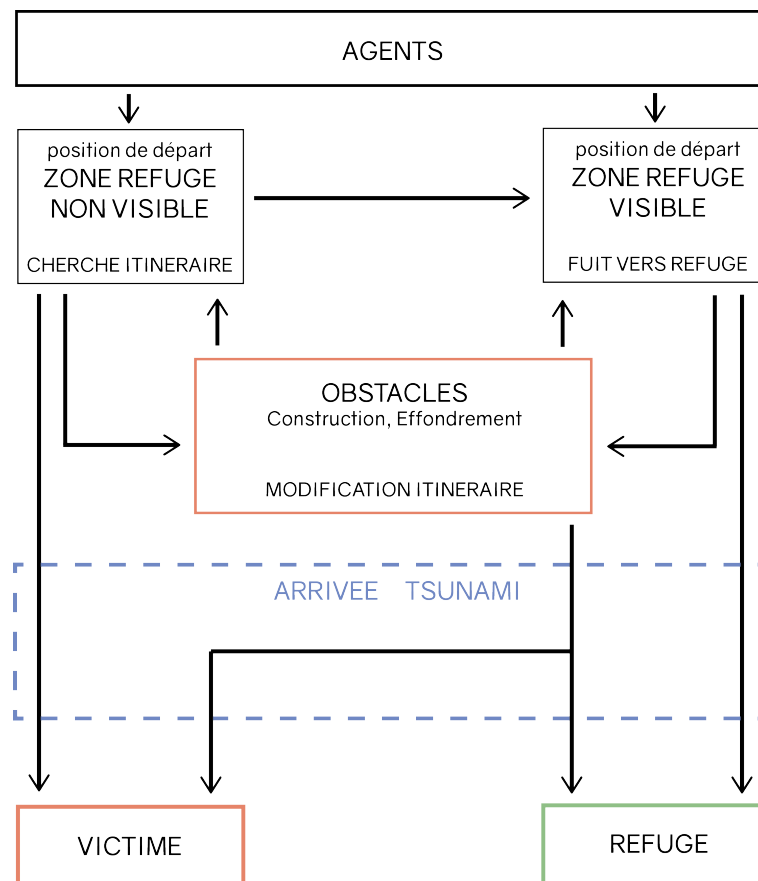 AGENTS
position de départ
ZONE REFUGE
NON VISIBLE
CHERCHE ITINERAIRE
position de départ
ZONE REFUGE
VISIBLE
FUIT VERS REFUGE
OBSTACLES
Construction, Effondrement
MODIFICATION ITINERAIRE
ARRIVEE TSUNAMI
VICTIME
REFUGE